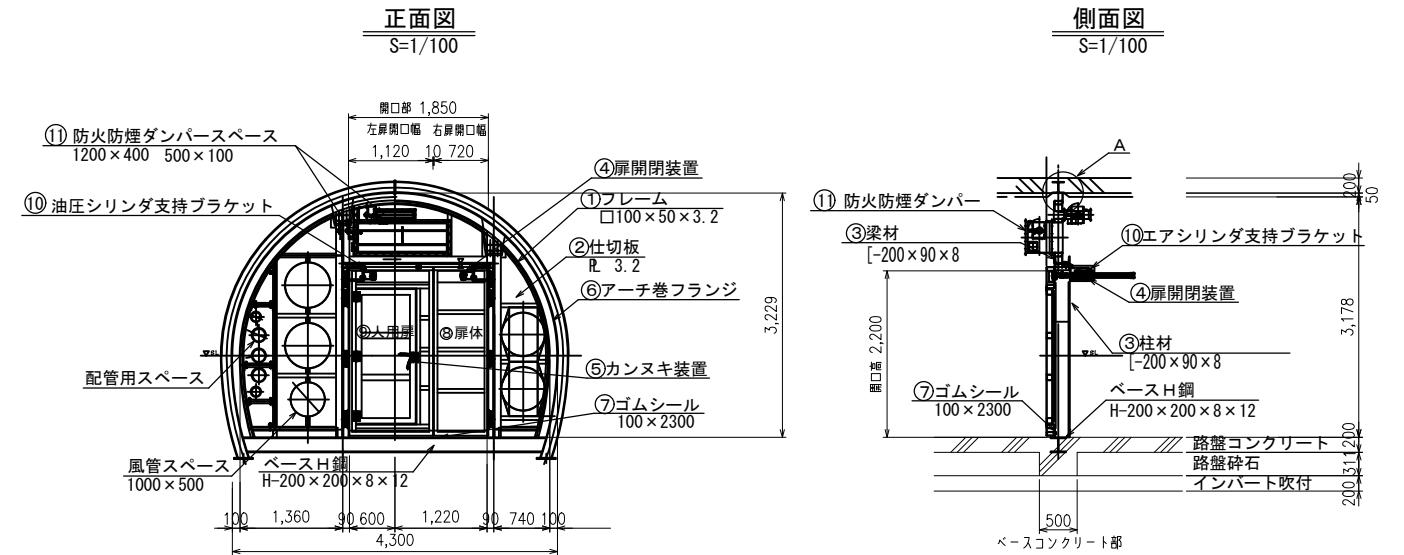 正面図
S=1/100
開口部 1,850
左扉開口幅 右扉開口幅
1,120 10 720
⑪ 防火防煙ダンパースペース
1200×400 500×100
④扉開閉装置
①フレーム
□100×50×3.2
⑩ 油圧シリンダ支持ブラケット
②仕切板
PL 3.2
⑥アーチ巻フランジ
3,229
⑨人用扉
⑧扉体
SL
SL
配管用スペース
⑤カンヌキ装置
⑦ゴムシール
100×2300
風管スペース
1000×500
ベースH鋼
H-200×200×8×12
100 1,360 90 600 1,220 90 740 100
4,300
側面図
S=1/100
A
200
50
⑪ 防火防煙ダンパー
③梁材
[-200×90×8
⑩エアシリンダ支持ブラケット
④扉開閉装置
3,178
開口高 2,200
③柱材
[-200×90×8
SL
⑦ゴムシール
100×2300
ベースH鋼
H-200×200×8×12
200
路盤コンクリート
311
路盤砕石
200
インバート吹付
500
ベースコンクリート部